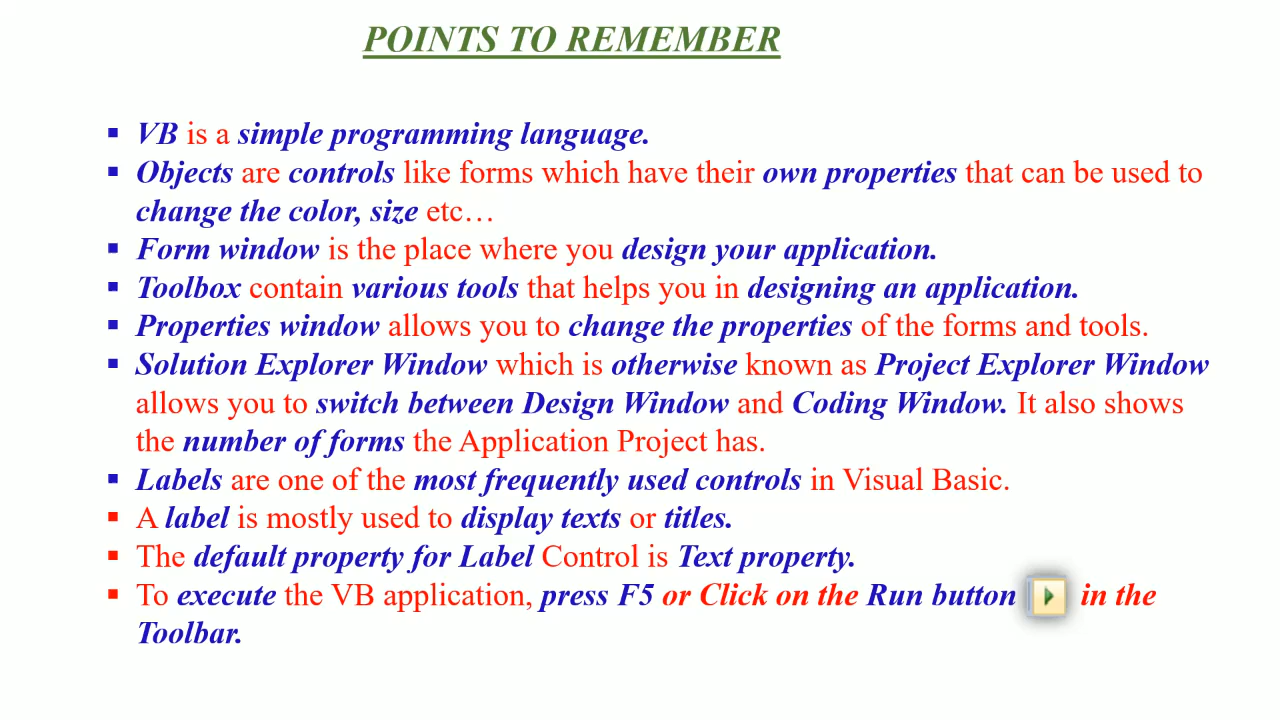 POINTS TO REMEMBER
▪ VB is a simple programming language.
▪ Objects are controls like forms which have their own properties that can be used to
change the color, size etc…
▪ Form window is the place where you design your application.
▪ Toolbox contain various tools that helps you in designing an application.
▪ Properties window allows you to change the properties of the forms and tools.
▪ Solution Explorer Window which is otherwise known as Project Explorer Window
allows you to switch between Design Window and Coding Window. It also shows
the number of forms the Application Project has.
▪ Labels are one of the most frequently used controls in Visual Basic.
▪ A label is mostly used to display texts or titles.
▪ The default property for Label Control is Text property.
▪ To execute the VB application, press F5 or Click on the Run button in the
Toolbar.